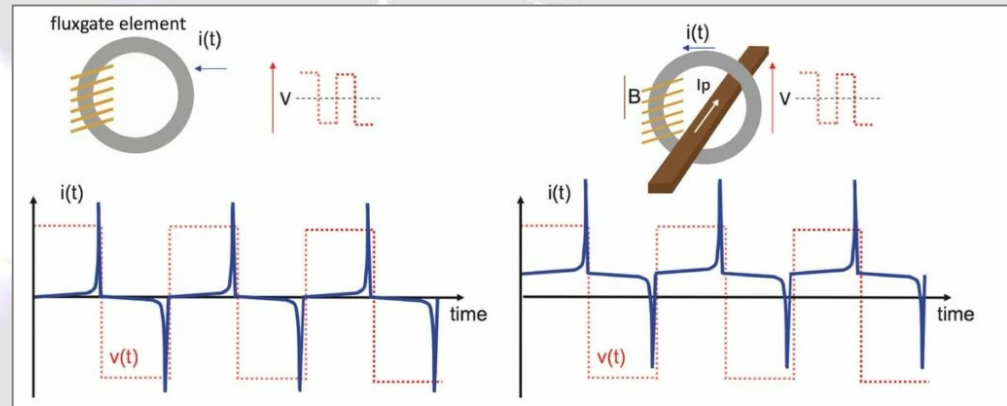 fluxgate element
i(t)
V
i(t)
time
v(t)
i(t)
B
Ip
V
i(t)
time
v(t)